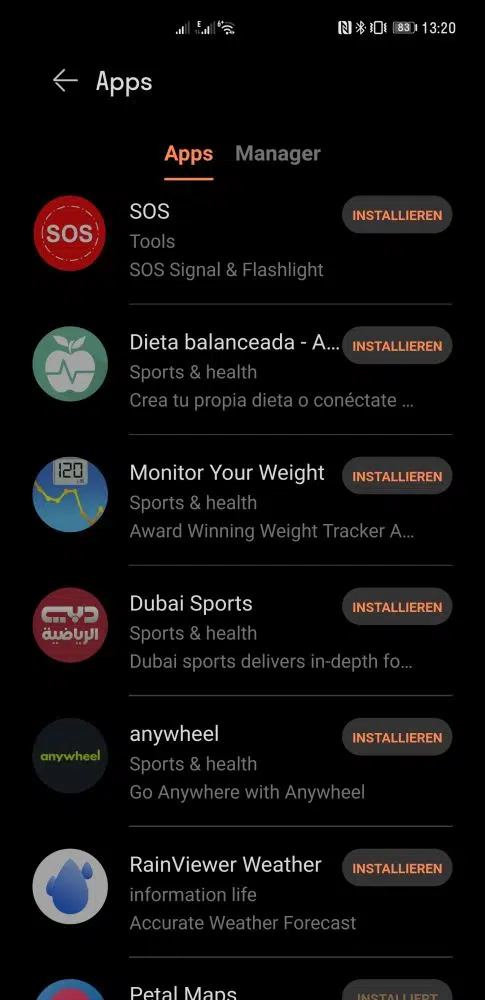 E 6+ 83 13:20
Apps
Apps Manager
SOS
SOS
INSTALLIEREN
Tools
SOS Signal & Flashlight
Dieta balanceada - A...
INSTALLIEREN
Sports & health
Crea tu propia dieta o conéctate ...
120
Monitor Your Weight
INSTALLIEREN
Sports & health
Award Winning Weight Tracker A...
دبي
الرياضية
Dubai Sports
INSTALLIEREN
Sports & health
Dubai sports delivers in-depth fo...
anywheel
anywheel
INSTALLIEREN
Sports & health
Go Anywhere with Anywheel
RainViewer Weather
INSTALLIEREN
information life
Accurate Weather Forecast
Petal Maps
INSTALLIERT